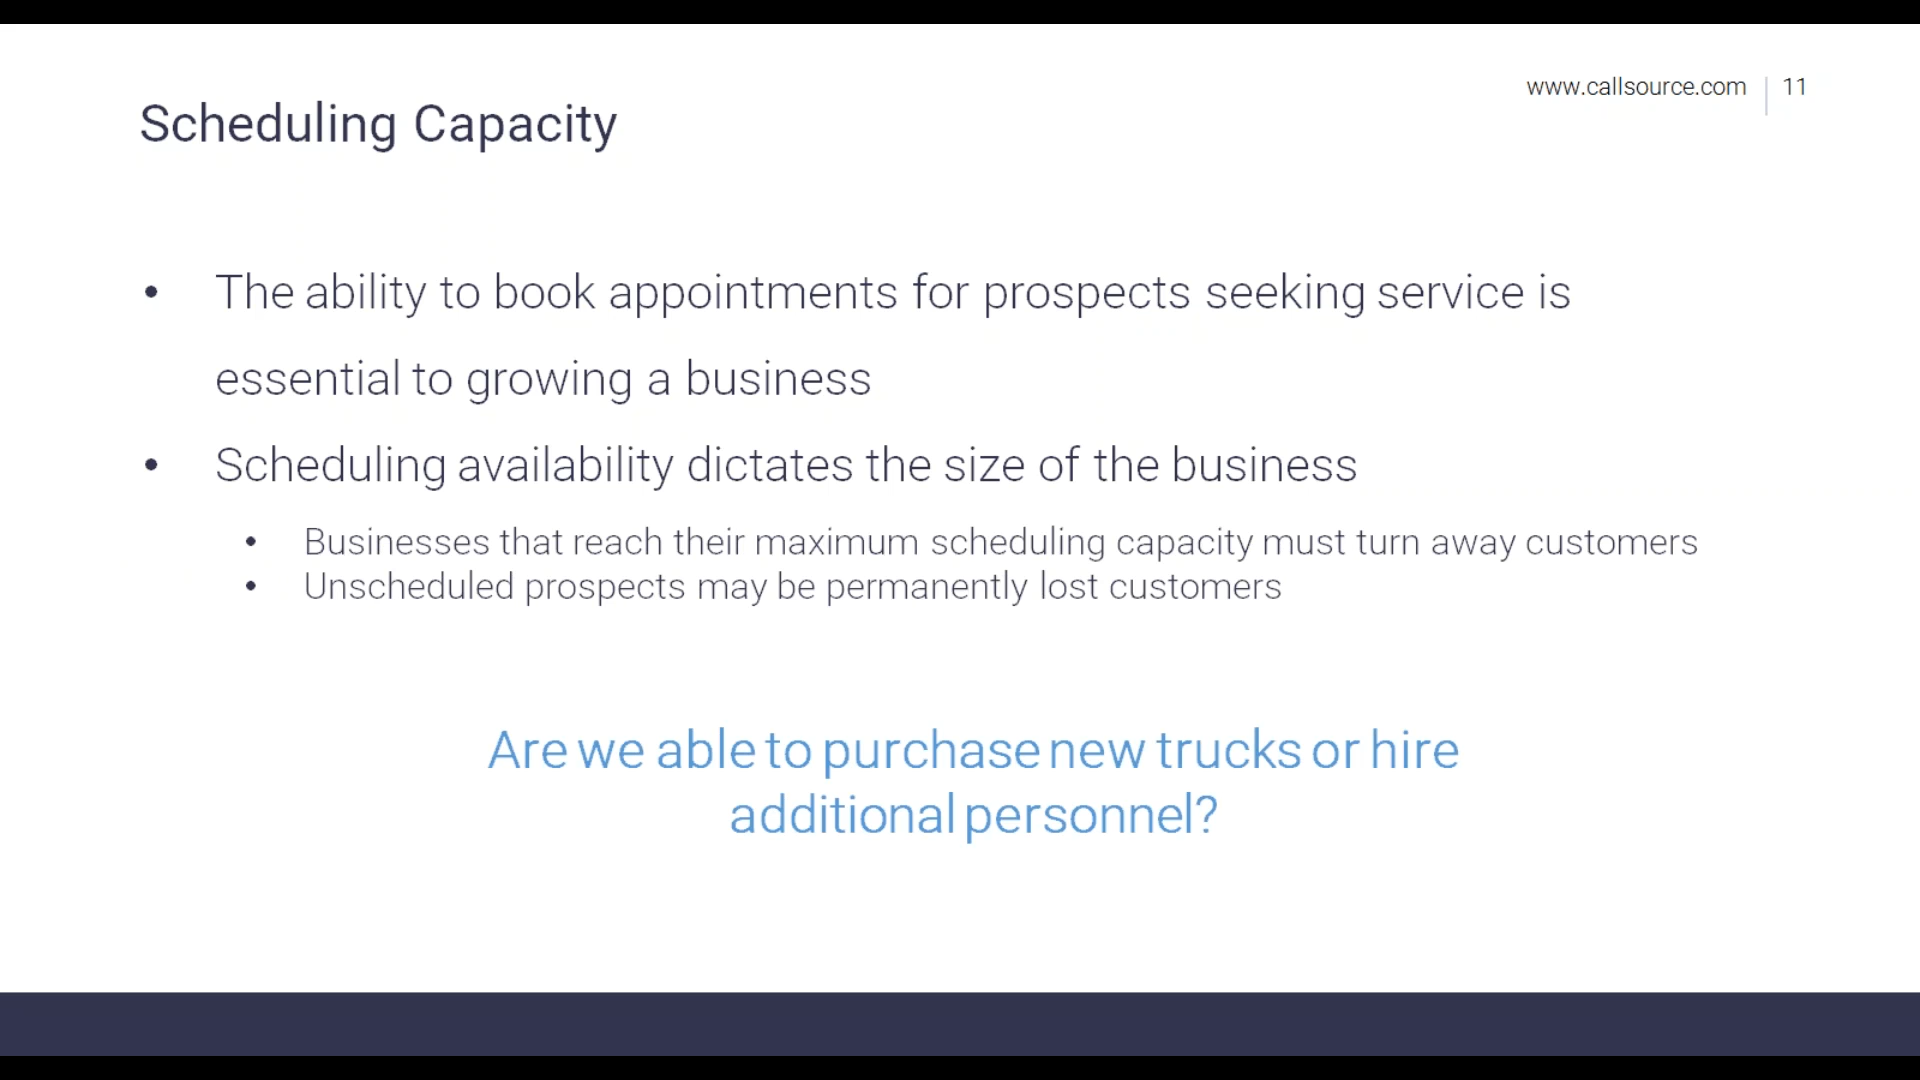 www.callsource.com 11
Scheduling Capacity
• The ability to book appointments for prospects seeking service is
essential to growing a business
• Scheduling availability dictates the size of the business
• Businesses that reach their maximum scheduling capacity must turn away customers
• Unscheduled prospects may be permanently lost customers
Are we able to purchase new trucks or hire
additional personnel?